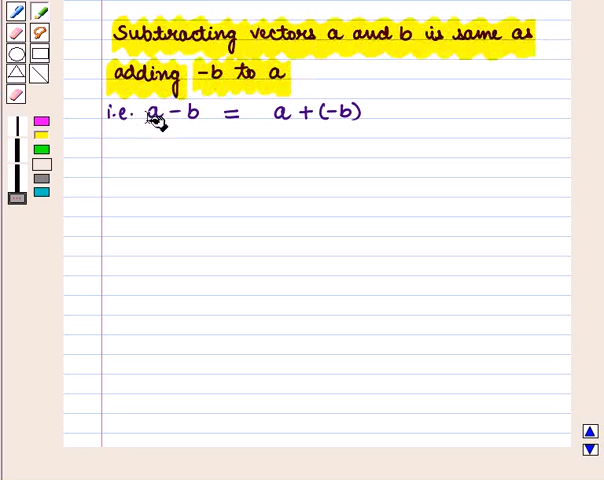 Subtracting vectors a and b is same as
adding -b to a
i.e. a - b = a + (-b)